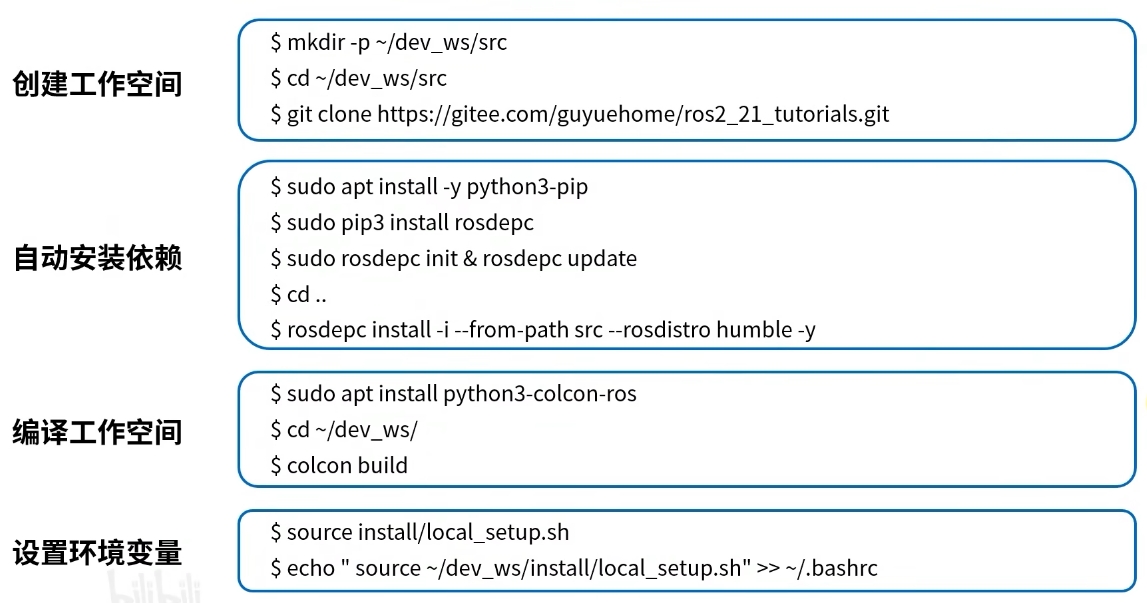 创建工作空间
$ mkdir -p ~/dev_ws/src
$ cd ~/dev_ws/src
$ git clone https://gitee.com/guyuehome/ros2_21_tutorials.git
自动安装依赖
$ sudo apt install -y python3-pip
$ sudo pip3 install rosdepc
$ sudo rosdepc init & rosdepc update
$ cd ..
$ rosdepc install -i --from-path src --rosdistro humble -y
编译工作空间
$ sudo apt install python3-colcon-ros
$ cd ~/dev_ws/
$ colcon build
设置环境变量
$ source install/local_setup.sh
$ echo " source ~/dev_ws/install/local_setup.sh" >> ~/.bashrc
bilibili